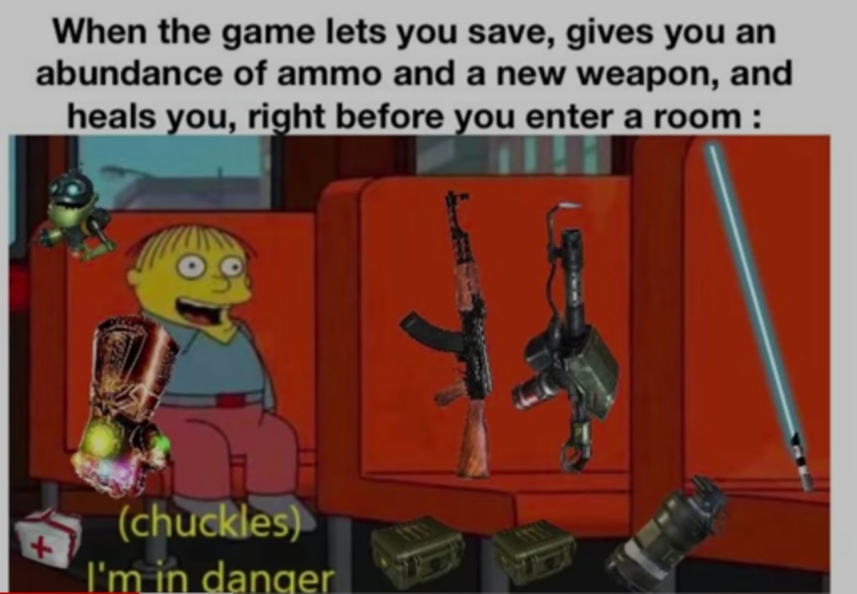 When the game lets you save, gives you an
abundance of ammo and a new weapon, and
heals you, right before you enter a room :
(chuckles)
I'm in danger